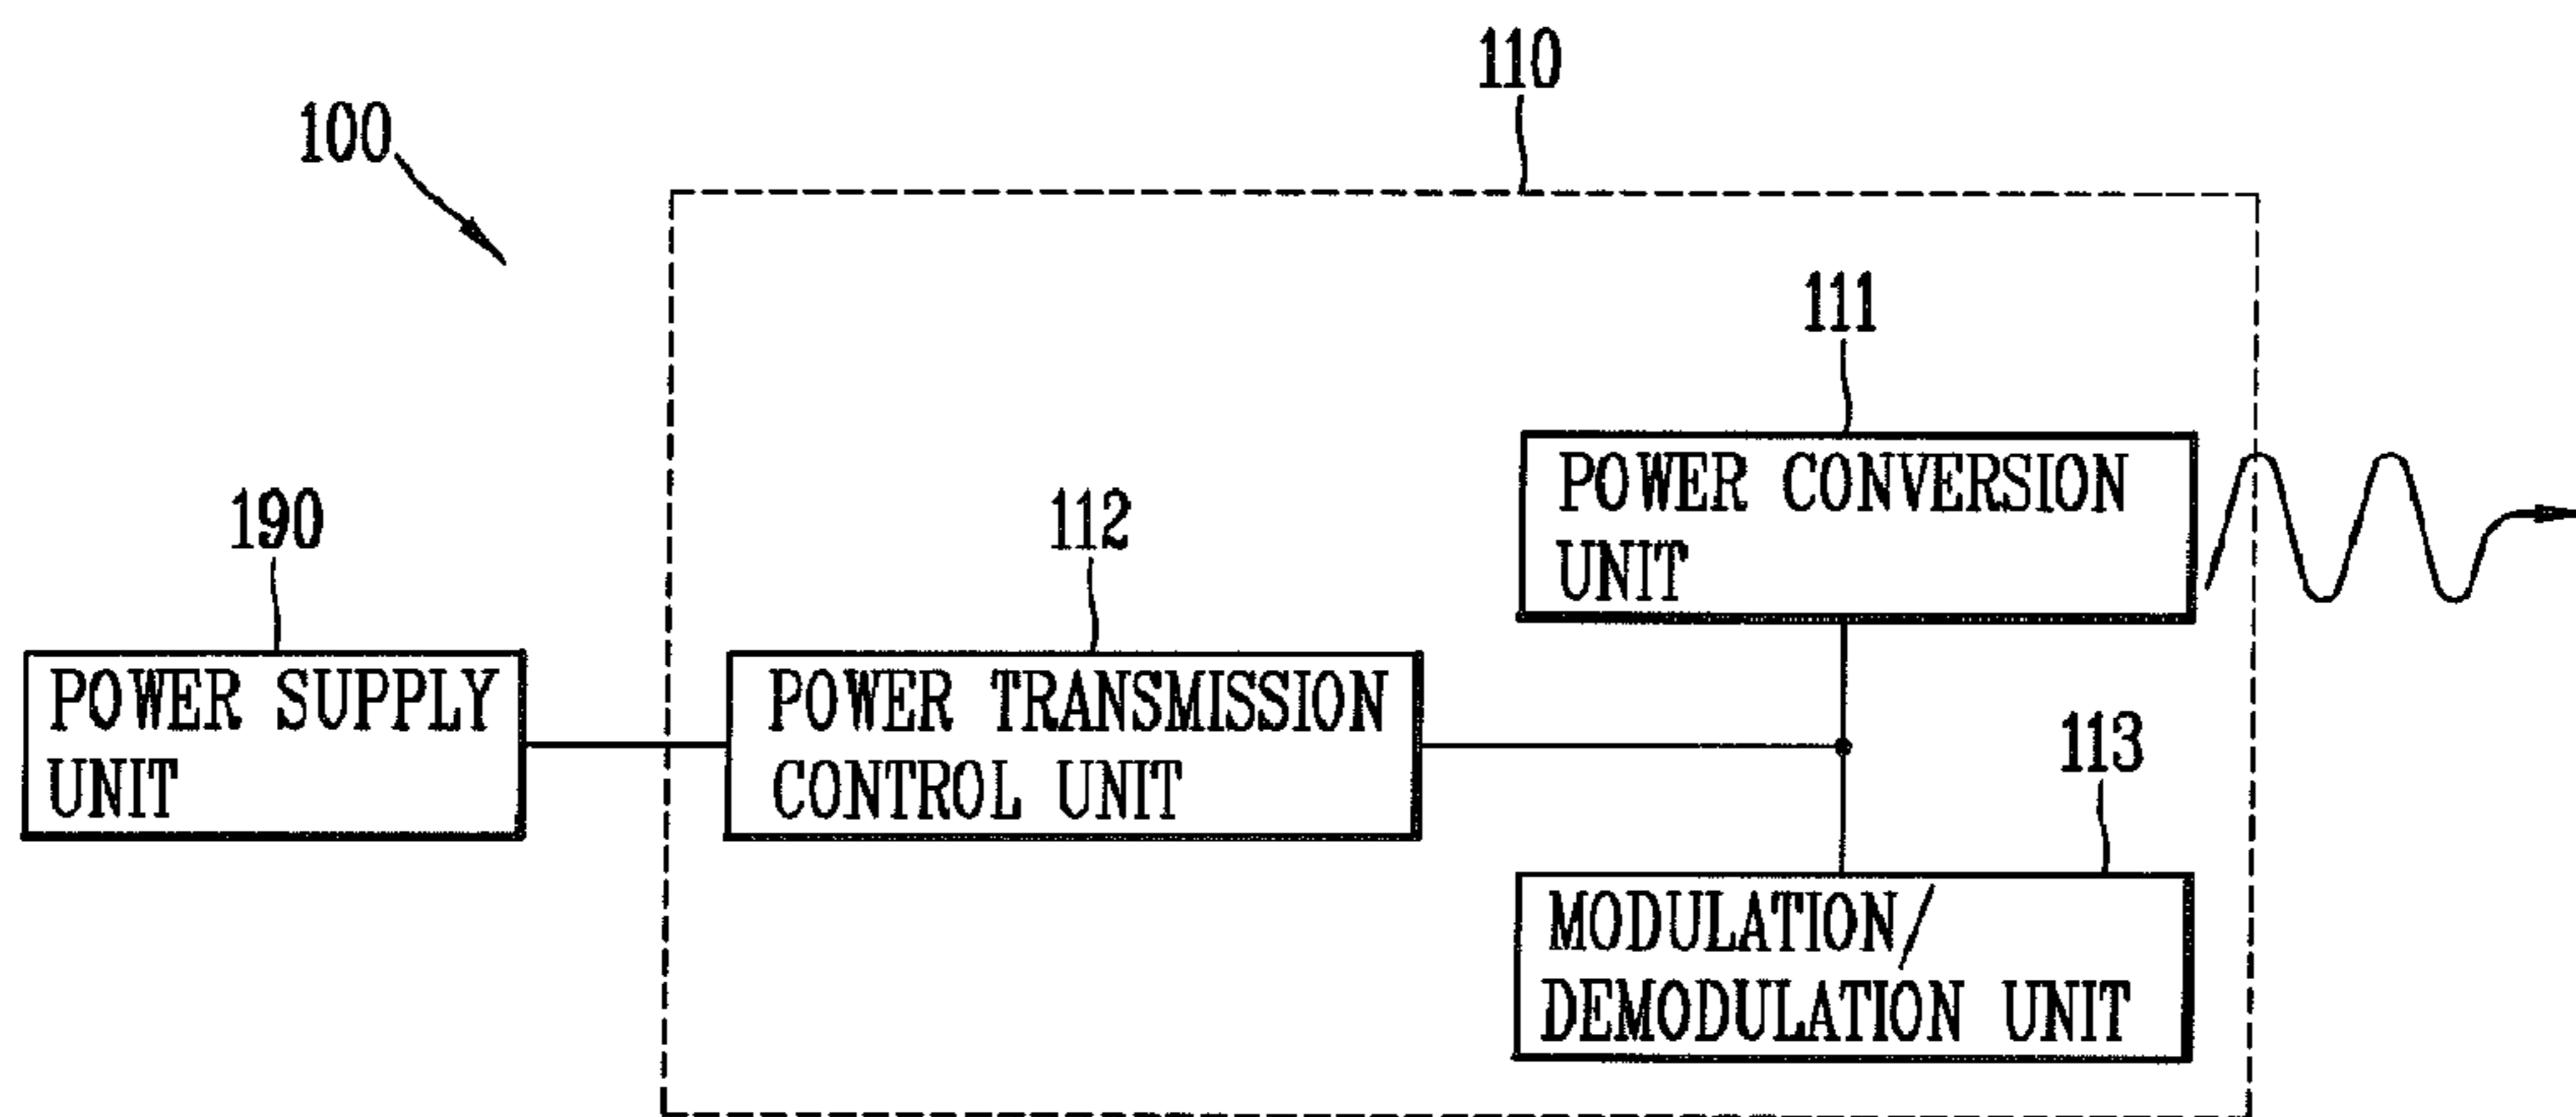 110
100
111
POWER CONVERSION
UNIT
190
112
POWER SUPPLY
UNIT
POWER TRANSMISSION
CONTROL UNIT
113
MODULATION/
DEMODULATION UNIT